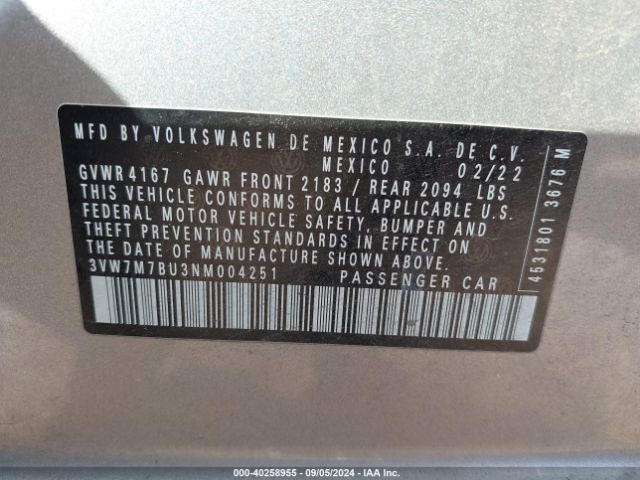 MFD BY VOLKSWAGEN DE MEXICO S.A. DE C.V.
MEXICO 02/22
GVWR 4167 GAWR FRONT 2183 / REAR 2094 LBS
THIS VEHICLE CONFORMS TO ALL APPLICABLE U.S.
FEDERAL MOTOR VEHICLE SAFETY, BUMPER AND
THEFT PREVENTION STANDARDS IN EFFECT ON
THE DATE OF MANUFACTURE SHOWN ABOVE.
3VW7M7BU3NM004251 PASSENGER CAR
4531801 3676 M
000-40258955 - 09/05/2024 - IAA Inc.